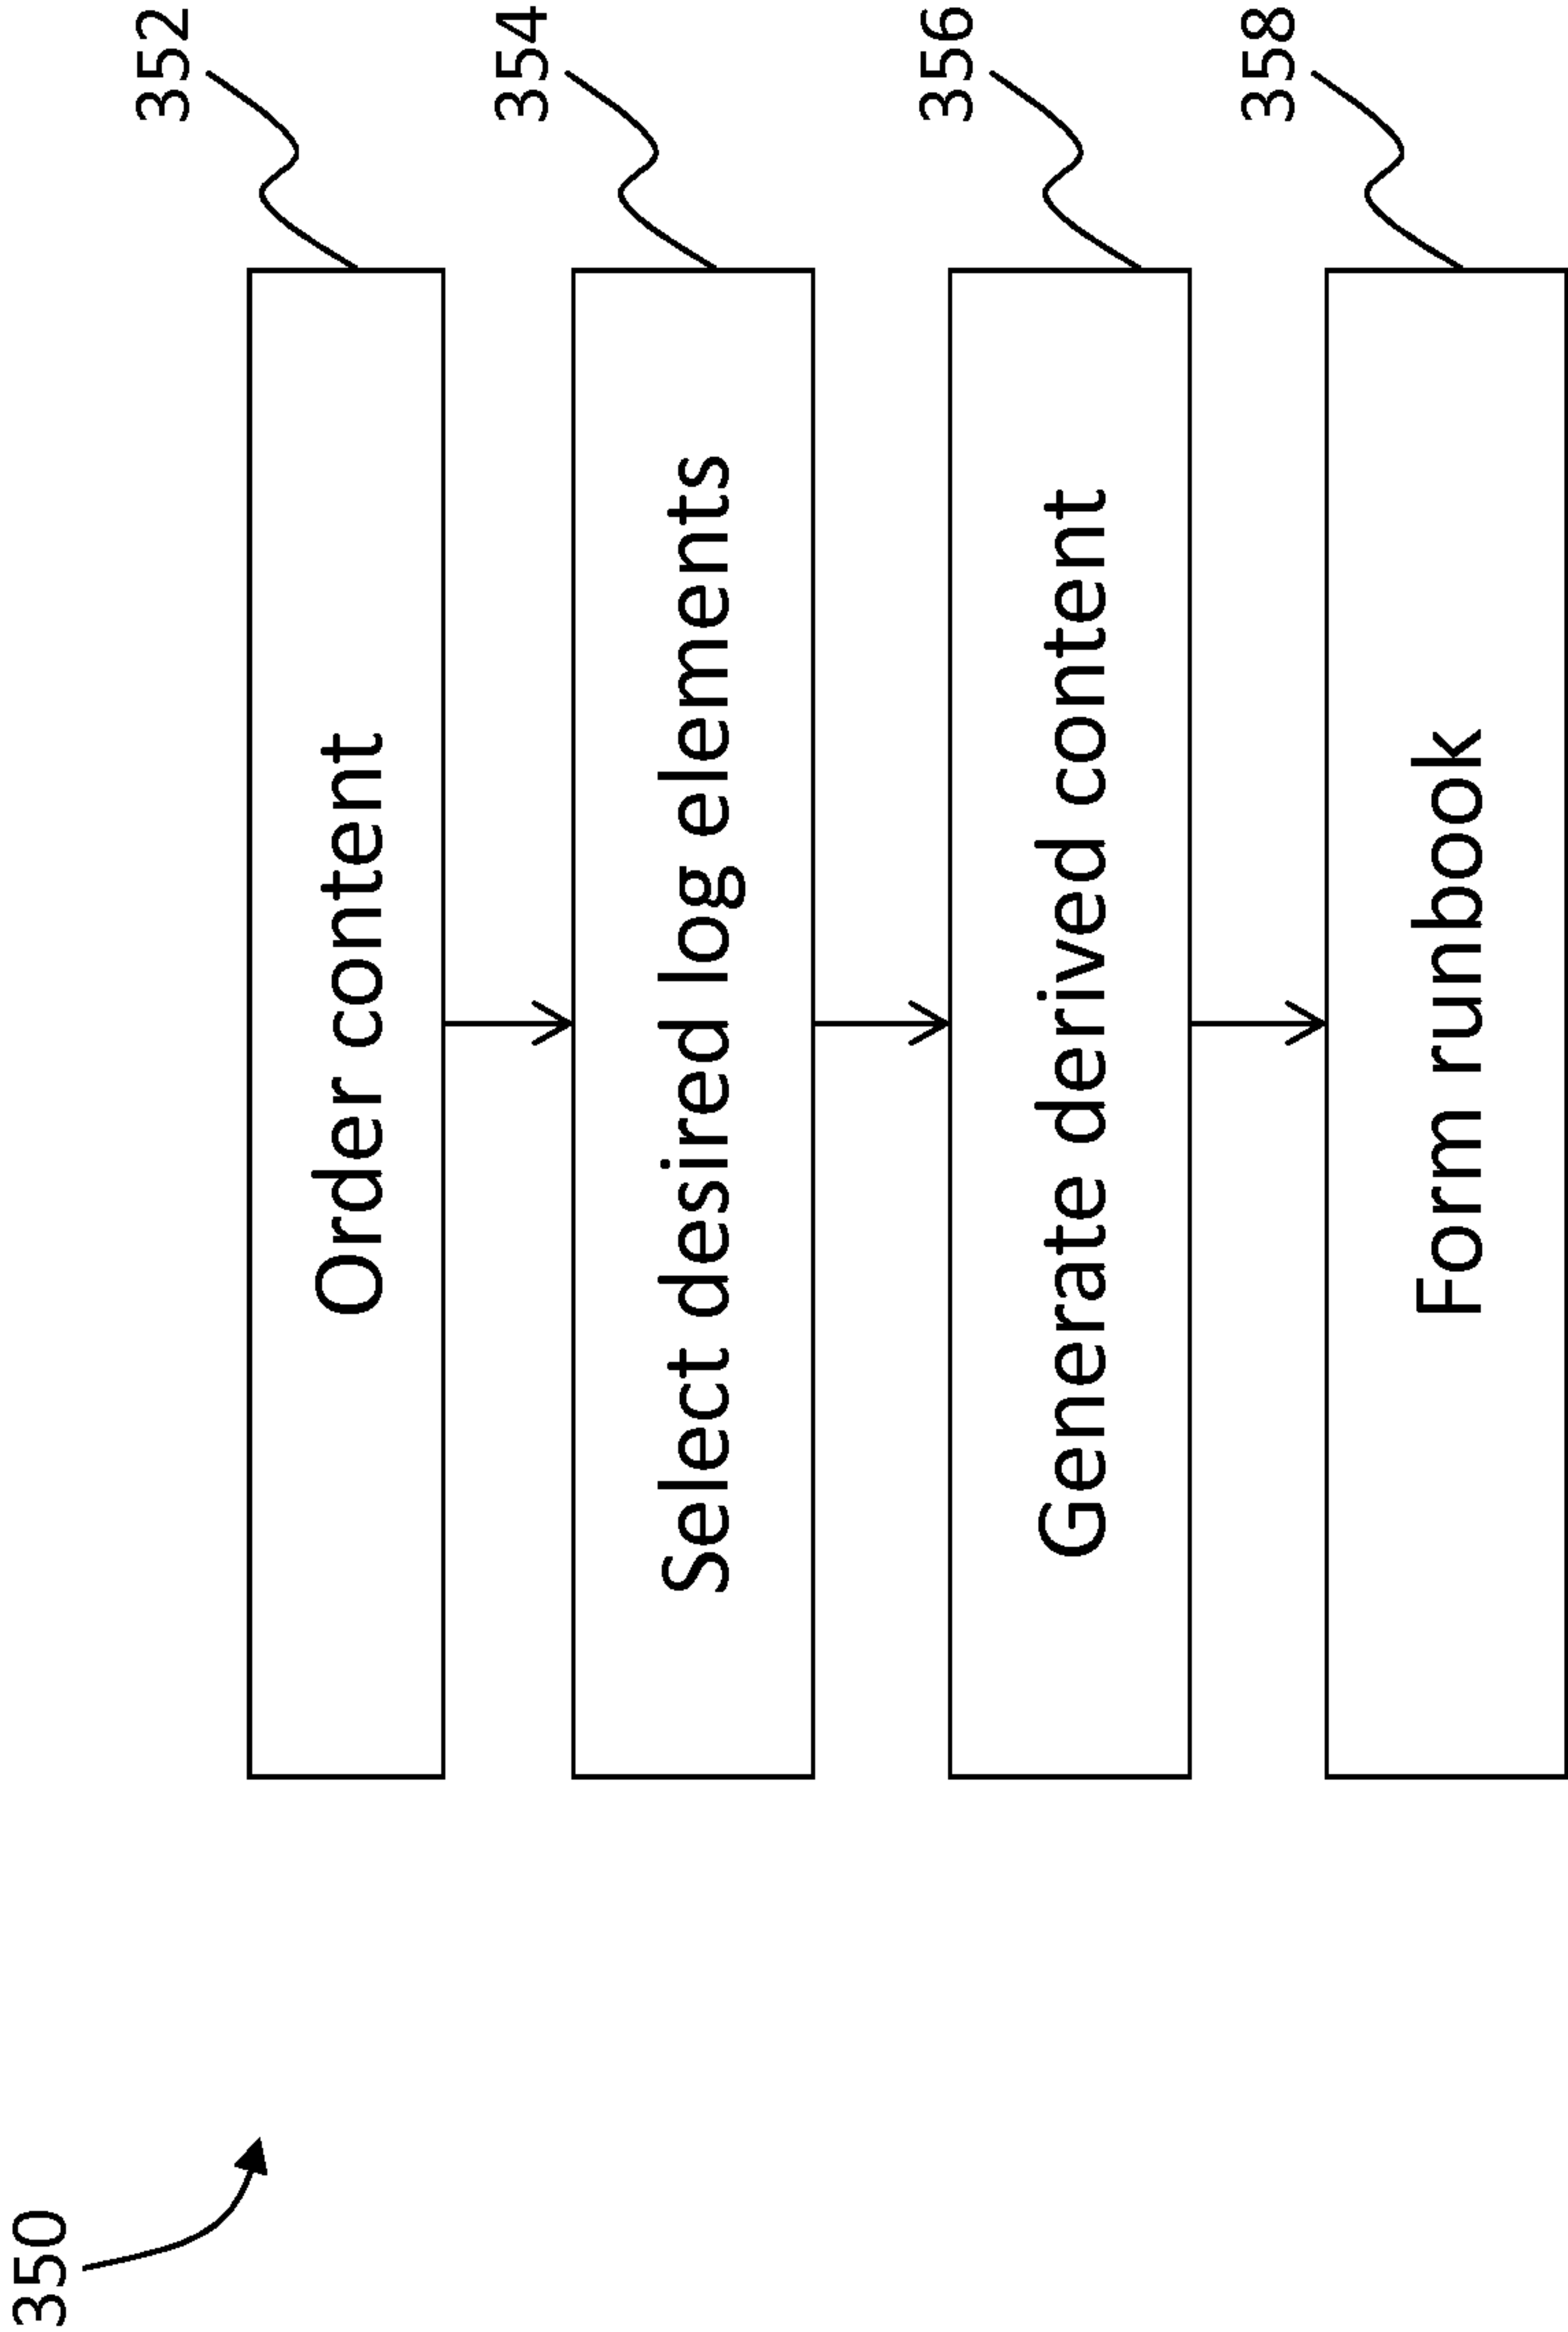 350
Order content
352
Select desired log elements
354
Generate derived content
356
Form runbook
358